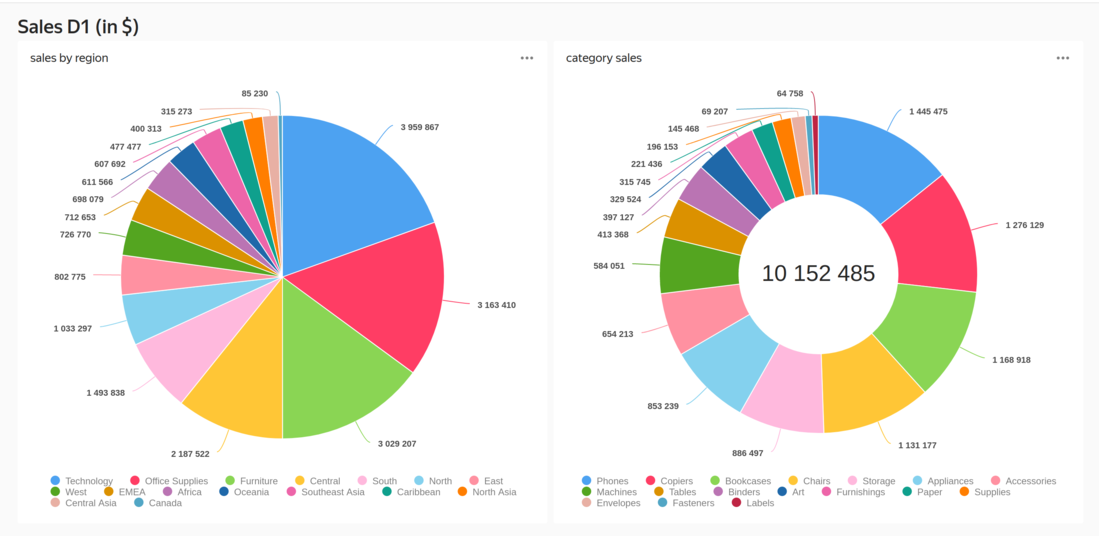 Sales D1 (in $)
sales by region
85 230
315 273
400 313
477 477
607 692
611 566
698 079
712 653
726 770
802 775
1 033 297
1 493 838
2 187 522
3 959 867
3 163 410
3 029 207
Technology Office Supplies Furniture Central South North East
West EMEA Africa Oceania Southeast Asia Caribbean North Asia
Central Asia Canada
category sales
64 758
69 207
145 468
196 153
221 436
315 745
329 524
397 127
413 368
584 051
654 213
853 239
886 497
1 445 475
1 276 129
1 168 918
1 131 177
10 152 485
Phones Copiers Bookcases Chairs Storage Appliances Accessories
Machines Tables Binders Art Furnishings Paper Supplies
Envelopes Fasteners Labels